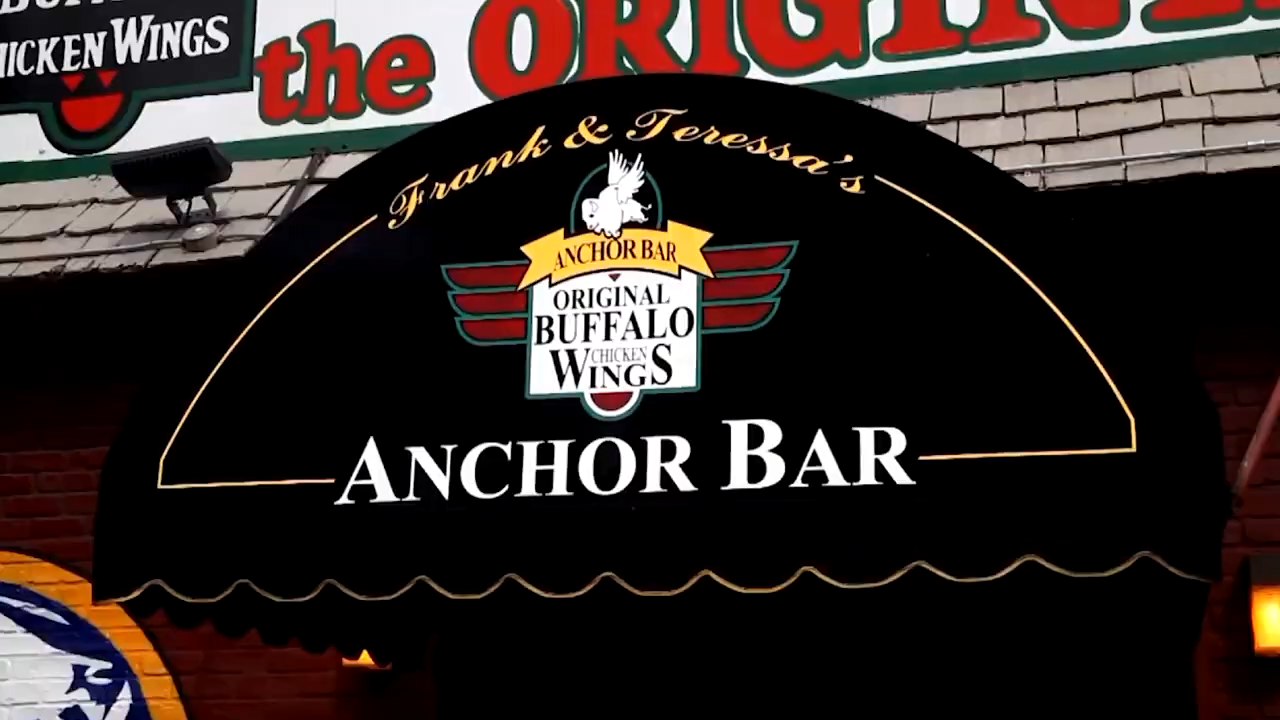 CHICKEN WINGS
the ORIGIN
Frank & Teressa's
ANCHOR BAR
ORIGINAL
BUFFALO
CHICKEN
WINGS
ANCHOR BAR